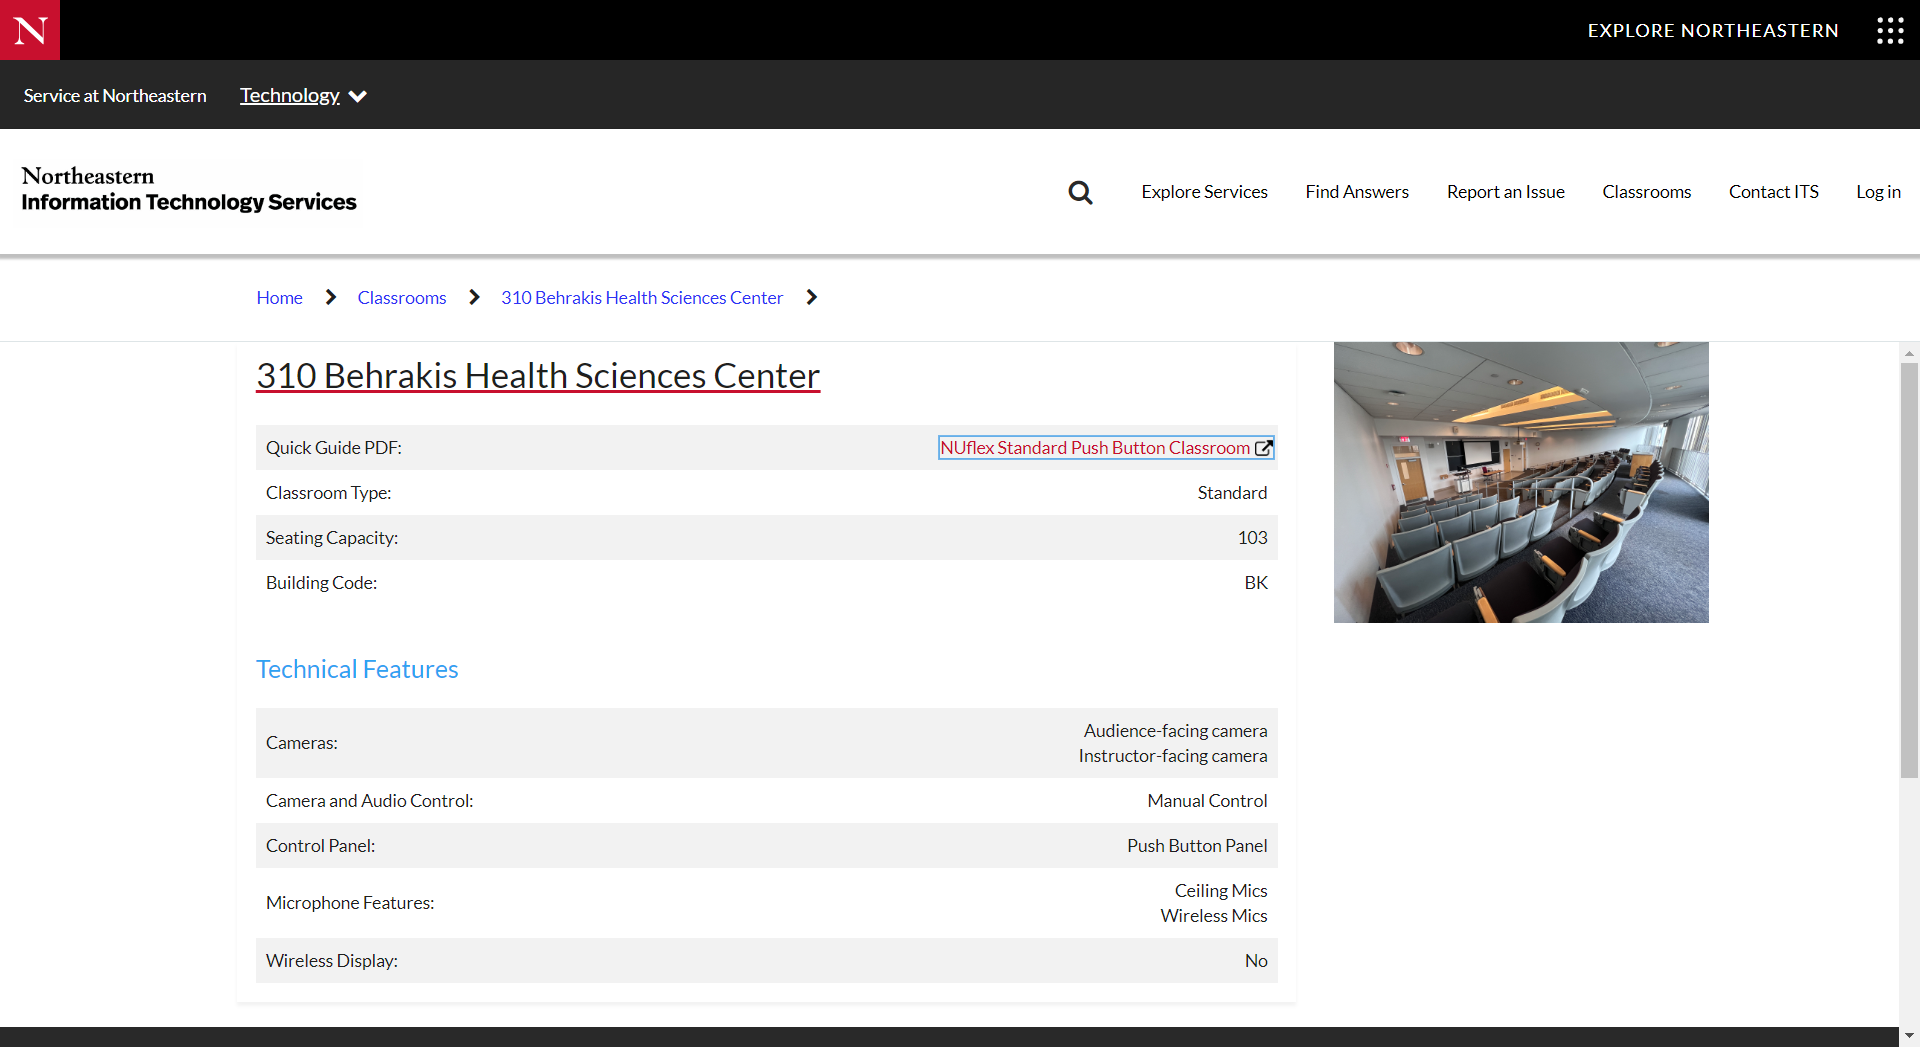 N
EXPLORE NORTHEASTERN
Service at Northeastern
Technology
Northeastern
Information Technology Services
Explore Services
Find Answers
Report an Issue
Classrooms
Contact ITS
Log in
Home
Classrooms
310 Behrakis Health Sciences Center
310 Behrakis Health Sciences Center
Quick Guide PDF: NUflex Standard Push Button Classroom
Classroom Type: Standard
Seating Capacity: 103
Building Code: BK
Technical Features
Cameras: Audience-facing camera
Instructor-facing camera
Camera and Audio Control: Manual Control
Control Panel: Push Button Panel
Microphone Features: Ceiling Mics
Wireless Mics
Wireless Display: No